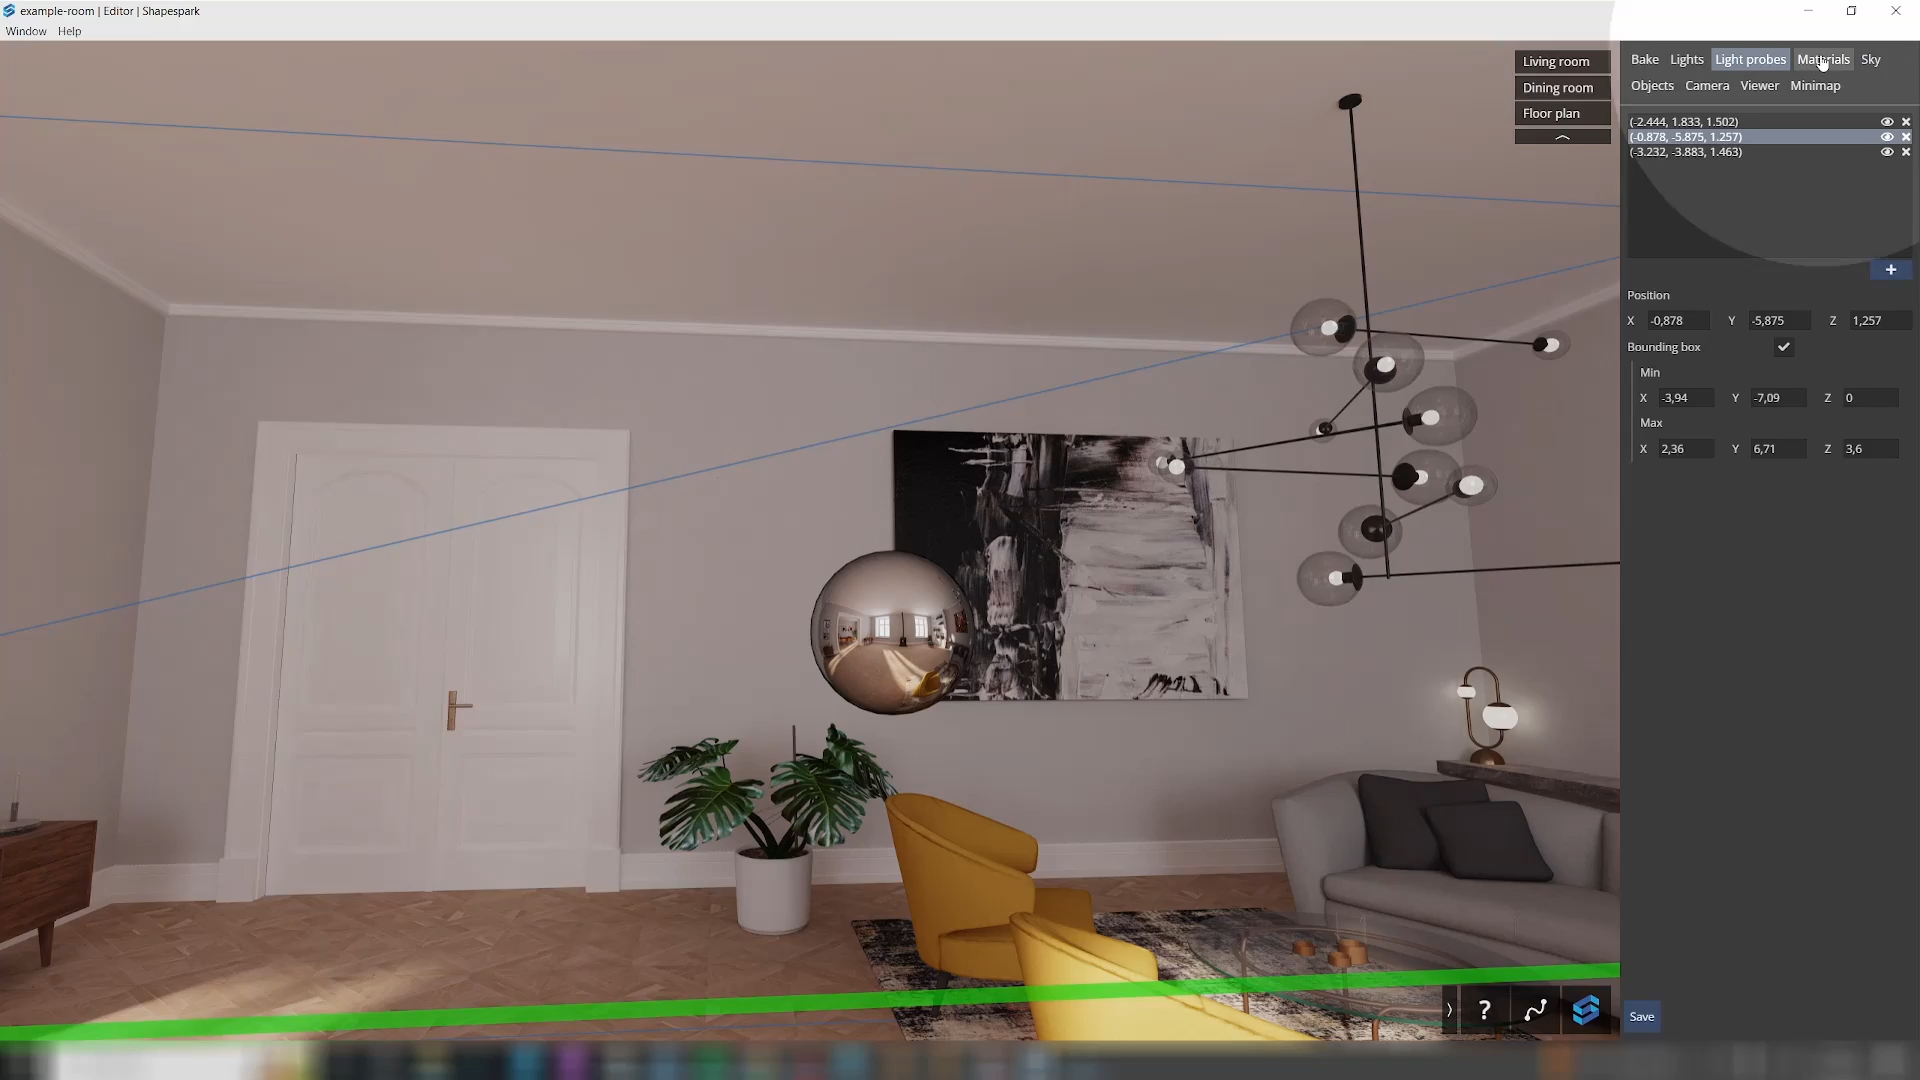 example-room | Editor | Shapespark
Window Help
Living room
Dining room
Floor plan
Bake Lights Light probes Materials Sky
Objects Camera Viewer Minimap
(-2.444, 1.833, 1.502)
(-0.878, -5.875, 1.257)
(-3.232, -3.883, 1.463)
+
Position
X -0,878 Y -5,875 Z 1,257
Bounding box
Min
X -3,94 Y -7,09 Z 0
Max
X 2,36 Y 6,71 Z 3,6
?
Save